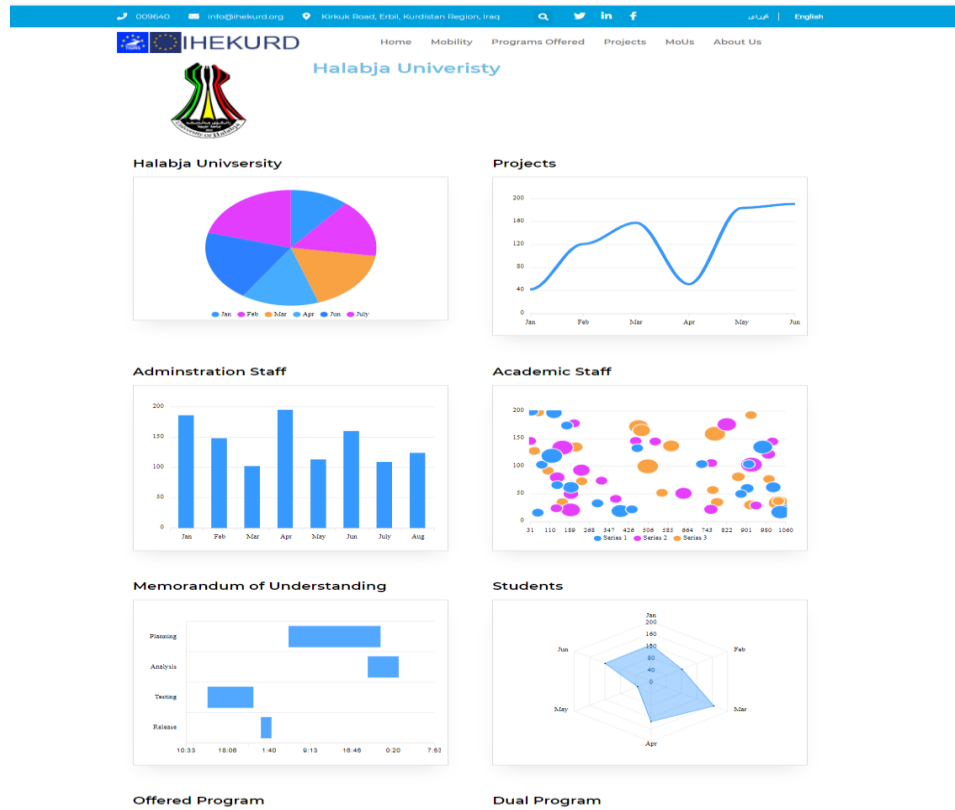 009640 info@ihekurd.org Kirkuk Road, Erbil, Kurdistan Region, Iraq in f | English
IHEKURD Home Mobility Programs Offered Projects MoUs About Us
Halabja Univeristy
University of Halabja
Halabja Univsersity
Jan Feb Mar Apr Jun July
Projects
200
160
120
80
40
0
Jan Feb Mar Apr May Jun
Adminstration Staff
200
150
100
50
0
Jan Feb Mar Apr May Jun July Aug
Academic Staff
200
150
100
50
0
31 110 189 268 347 426 506 585 664 743 822 901 980 1060
Series 1 Series 2 Series 3
Memorandum of Understanding
Planning
Analysis
Testing
Release
10:33 18:06 1:40 9:13 16:46 0:20 7:53
Students
Jan
200
160
120
80
40
0
Jun Feb
May Mar
Apr
Offered Program Dual Program